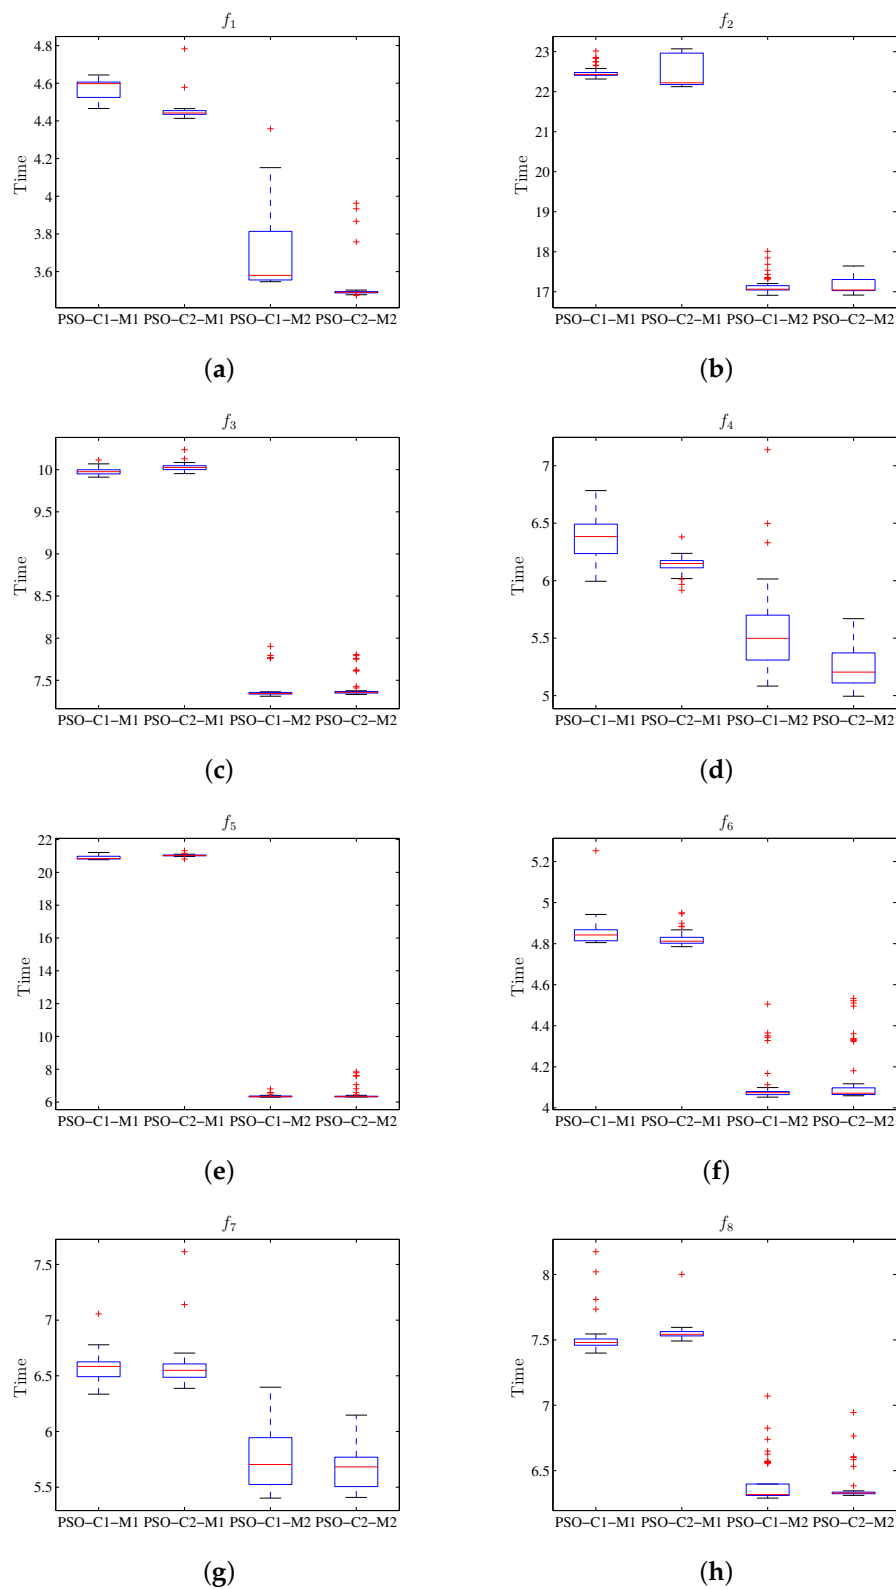 f1
f2
4.8
4.6
4.4
4.2
4
3.8
3.6
Time
PSO−C1−M1 PSO−C2−M1 PSO−C1−M2 PSO−C2−M2
(a)
23
22
21
20
19
18
17
Time
PSO−C1−M1 PSO−C2−M1 PSO−C1−M2 PSO−C2−M2
(b)
f3
10
9.5
9
8.5
8
7.5
Time
PSO−C1−M1 PSO−C2−M1 PSO−C1−M2 PSO−C2−M2
(c)
f4
7
6.5
6
5.5
5
Time
PSO−C1−M1 PSO−C2−M1 PSO−C1−M2 PSO−C2−M2
(d)
f5
22
20
18
16
14
12
10
8
6
Time
PSO−C1−M1 PSO−C2−M1 PSO−C1−M2 PSO−C2−M2
(e)
f6
5.2
5
4.8
4.6
4.4
4.2
4
Time
PSO−C1−M1 PSO−C2−M1 PSO−C1−M2 PSO−C2−M2
(f)
f7
7.5
7
6.5
6
5.5
Time
PSO−C1−M1 PSO−C2−M1 PSO−C1−M2 PSO−C2−M2
(g)
f8
8
7.5
7
6.5
Time
PSO−C1−M1 PSO−C2−M1 PSO−C1−M2 PSO−C2−M2
(h)